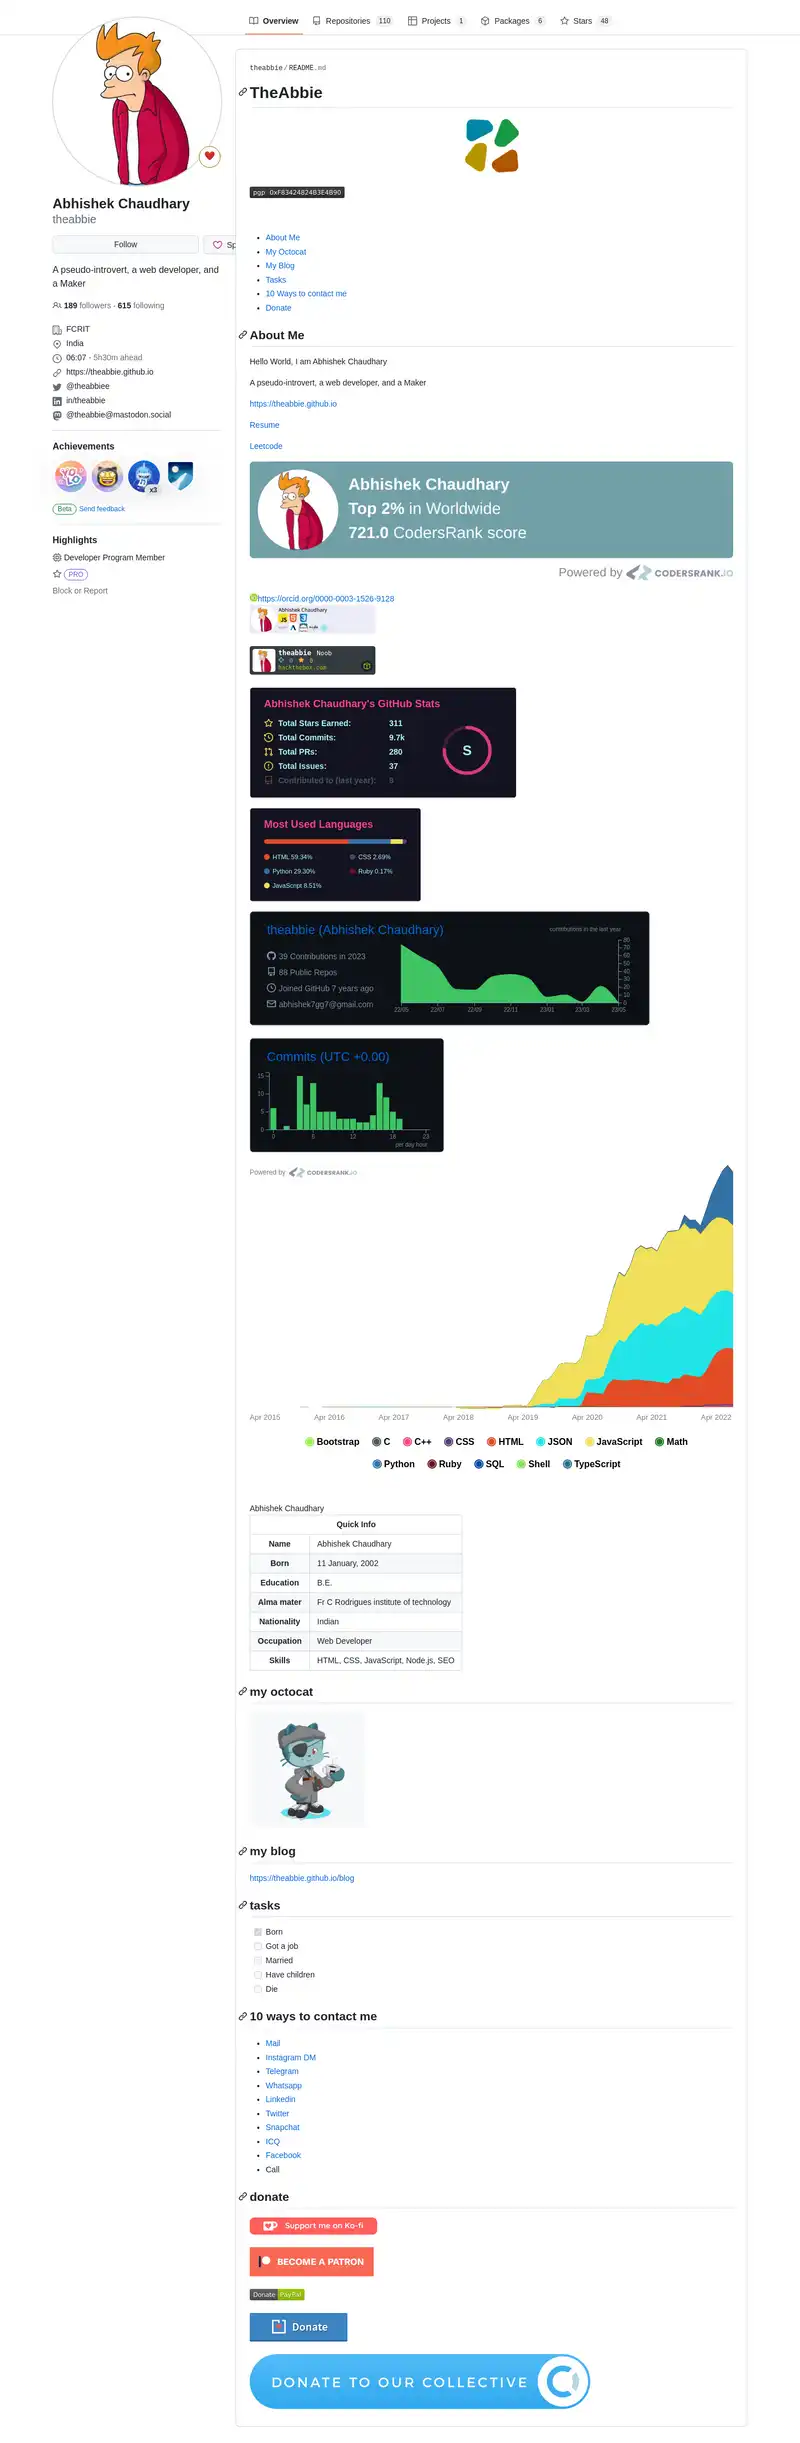 Overview Repositories 110 Projects 1 Packages 6 Stars 48
Abhishek Chaudhary
theabbie
Follow
Sp
A pseudo-introvert, a web developer, and
a Maker
189 followers · 615 following
FCRIT
India
06:07 - 5h30m ahead
https://theabbie.github.io
@theabbiee
in/theabbie
@theabbie@mastodon.social
Achievements
YOLO
x3
Beta Send feedback
Highlights
Developer Program Member
PRO
Block or Report
theabbie/README.md
TheAbbie
pgp 0xF83424824B3E4B90
About Me
My Octocat
My Blog
Tasks
10 Ways to contact me
Donate
About Me
Hello World, I am Abhishek Chaudhary
A pseudo-introvert, a web developer, and a Maker
https://theabbie.github.io
Resume
Leetcode
Abhishek Chaudhary
Top 2% in Worldwide
721.0 CodersRank score
Powered by CODERSRANK.IO
https://orcid.org/0000-0003-1526-9128
Abhishek Chaudhary
theabbie Noob
0 0
hackthebox.com
Abhishek Chaudhary's GitHub Stats
Total Stars Earned: 311
Total Commits: 9.7k
Total PRs: 280
Total Issues: 37
Contributed to (last year): 8
S
Most Used Languages
HTML 59.34% CSS 2.69%
Python 29.30% Ruby 0.17%
JavaScript 8.51%
theabbie (Abhishek Chaudhary)
contributions in the last year
39 Contributions in 2023
88 Public Repos
Joined GitHub 7 years ago
abhishek7gg7@gmail.com
80
70
60
50
40
30
20
10
0
22/05 22/07 22/09 22/11 23/01 23/03 23/05
Commits (UTC +0.00)
15
10
5
0
0 6 12 18 23
per day hour
Powered by CODERSRANK.IO
Apr 2015 Apr 2016 Apr 2017 Apr 2018 Apr 2019 Apr 2020 Apr 2021 Apr 2022
Bootstrap C C++ CSS HTML JSON JavaScript Math
Python Ruby SQL Shell TypeScript
Abhishek Chaudhary
Quick Info
Name Abhishek Chaudhary
Born 11 January, 2002
Education B.E.
Alma mater Fr C Rodrigues institute of technology
Nationality Indian
Occupation Web Developer
Skills HTML, CSS, JavaScript, Node.js, SEO
my octocat
my blog
https://theabbie.github.io/blog
tasks
Born
Got a job
Married
Have children
Die
10 ways to contact me
Mail
Instagram DM
Telegram
Whatsapp
Linkedin
Twitter
Snapchat
ICQ
Facebook
Call
donate
Support me on Ko-fi
BECOME A PATRON
Donate PayPal
Donate
DONATE TO OUR COLLECTIVE